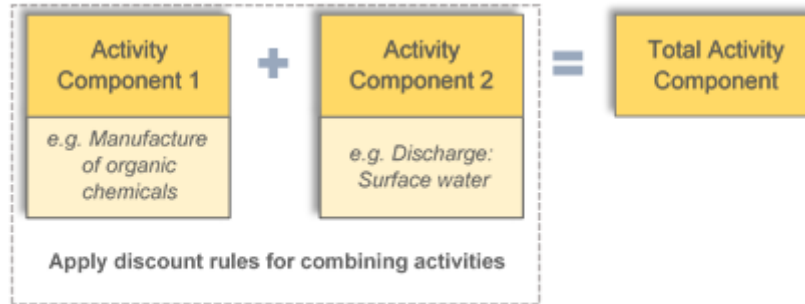 Activity
Component 1
+
Activity
Component 2
=
Total Activity
Component
e.g. Manufacture
of organic
chemicals
e.g. Discharge:
Surface water
Apply discount rules for combining activities